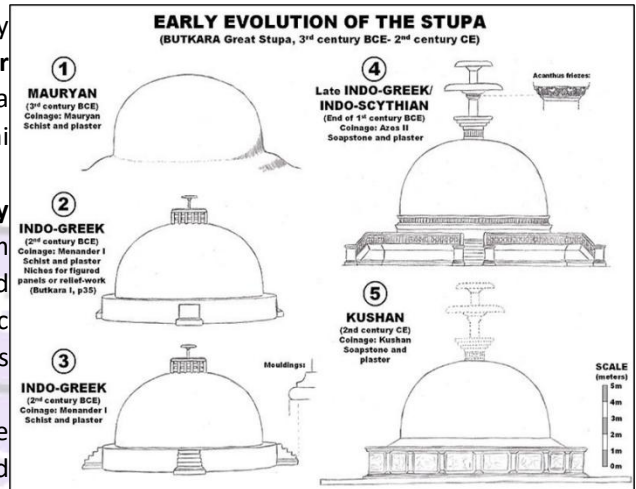 EARLY EVOLUTION OF THE STUPA
(BUTKARA Great Stupa, 3rd century BCE- 2nd century CE)
1
MAURYAN
(3rd century BCE)
Coinage: Mauryan
Schist and plaster
2
INDO-GREEK
(2nd century BCE)
Coinage: Menander I
Schist and plaster
Niches for figured
panels or relief-work
(Butkara I, p35)
3
INDO-GREEK
(2nd century BCE)
Coinage: Menander I
Schist and plaster
Mouldings:
4
Late INDO-GREEK/
INDO-SCYTHIAN
(End of 1st century BCE)
Coinage: Azes II
Soapstone and plaster
Acanthus friezes:
5
KUSHAN
(2nd century CE)
Coinage: Kushan
Soapstone and
plaster
SCALE
(meters)
5m
4m
3m
2m
1m
0m